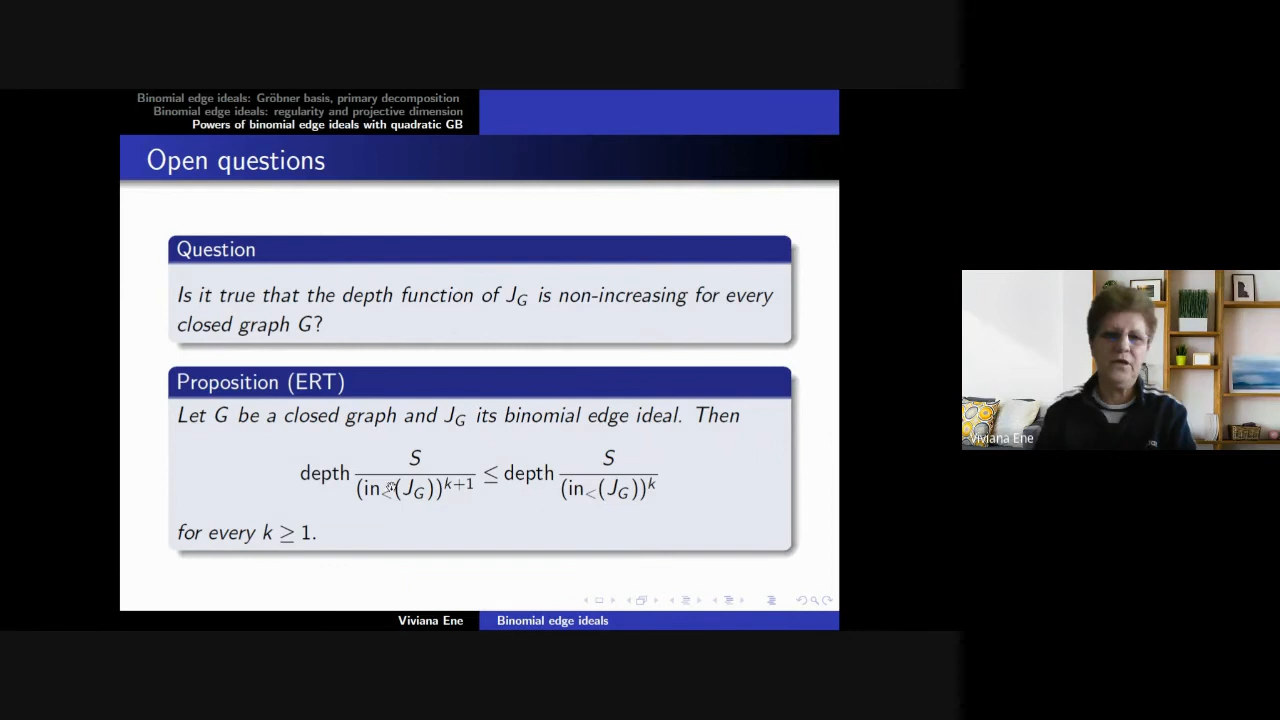 Binomial edge ideals: Gröbner basis, primary decomposition
Binomial edge ideals: regularity and projective dimension
Powers of binomial edge ideals with quadratic GB
Open questions
Question
Is it true that the depth function of J_G is non-increasing for every
closed graph G?
Proposition (ERT)
Let G be a closed graph and J_G its binomial edge ideal. Then
depth S/(in_<(J_G))^{k+1} ≤ depth S/(in_<(J_G))^k
for every k ≥ 1.
Viviana Ene
Binomial edge ideals
Viviana Ene